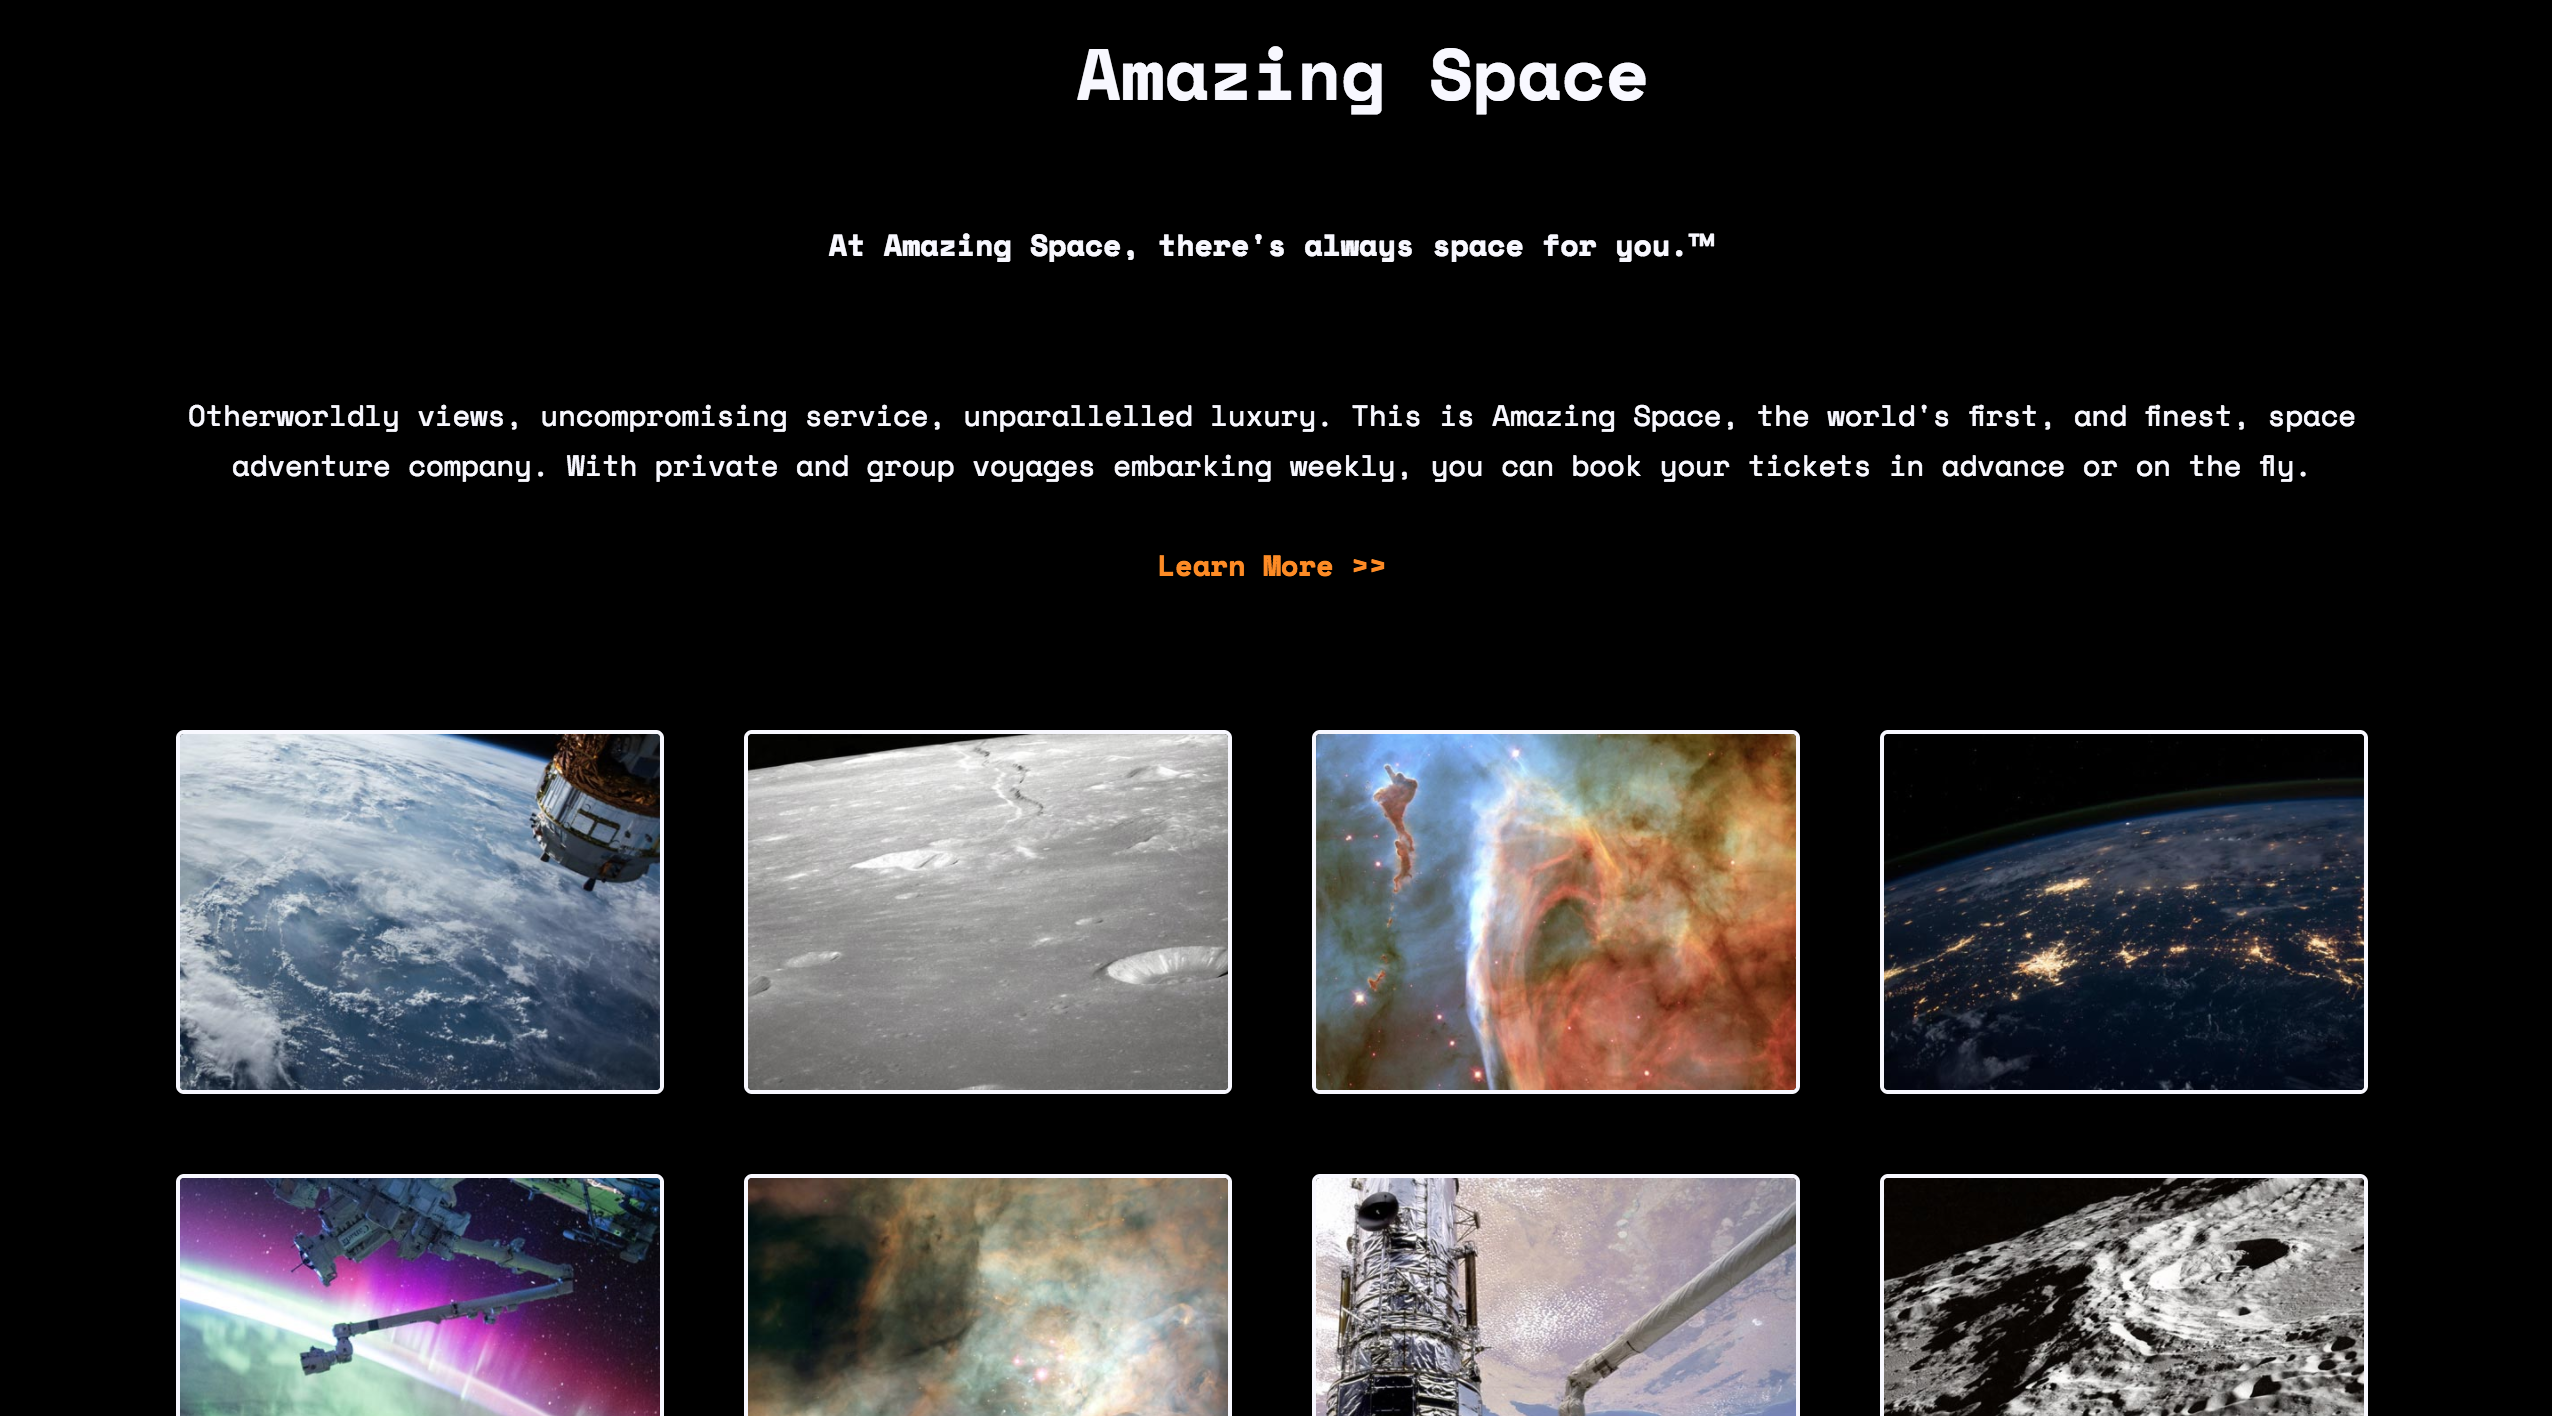 Amazing Space
At Amazing Space, there's always space for you.™
Otherworldly views, uncompromising service, unparallelled luxury. This is Amazing Space, the world's first, and finest, space
adventure company. With private and group voyages embarking weekly, you can book your tickets in advance or on the fly.
Learn More >>